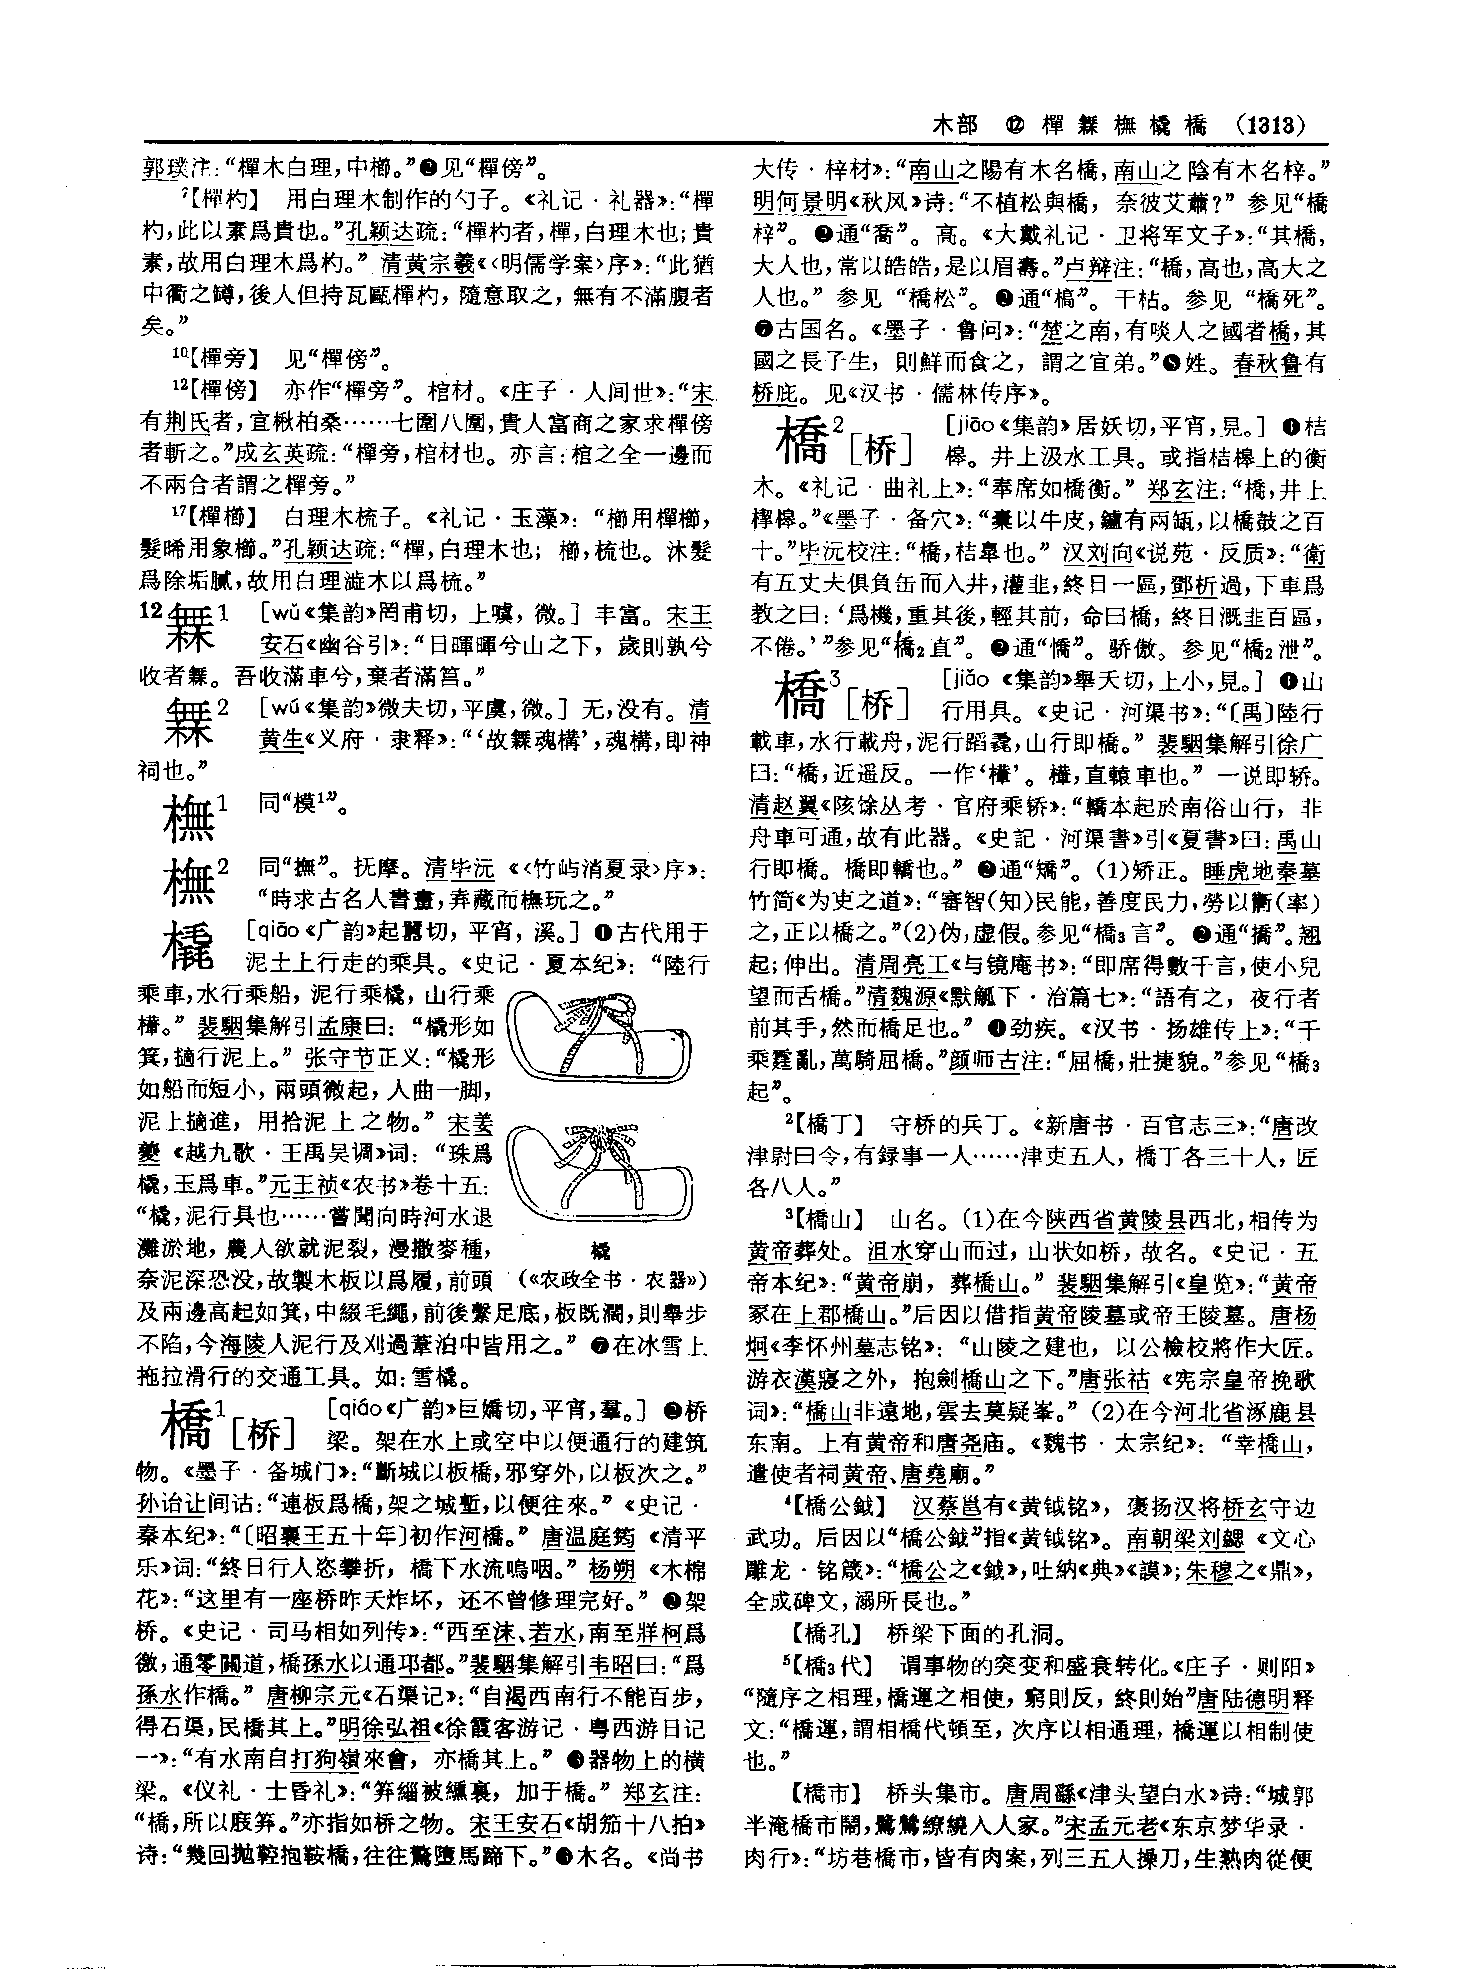 木部 ⑫ 樿 橆 橅 橇 橋 (1313)
郭璞注:“樿木白理,中櫛。”❷见“樿傍”。
⁷【樿杓】 用白理木制作的勺子。《礼记·礼器》:“樿
杓,此以素爲貴也。”孔颖达疏:“樿杓者,樿,白理木也;貴
素,故用白理木爲杓。” 清黄宗羲《〈明儒学案〉序》:“此猶
中衢之罇,後人但持瓦甌樿杓,隨意取之,無有不滿腹者
矣。”
¹⁰【樿旁】 见“樿傍”。
¹²【樿傍】 亦作“樿旁”。棺材。《庄子·人间世》:“宋
有荆氏者,宜楸柏桑……七圍八圍,貴人富商之家求樿傍
者斬之。”成玄英疏:“樿旁,棺材也。亦言:棺之全一邊而
不兩合者謂之樿旁。”
¹⁷【樿櫛】 白理木梳子。《礼记·玉藻》:“櫛用樿櫛,
髮晞用象櫛。”孔颖达疏:“樿,白理木也;櫛,梳也。沐髮
爲除垢腻,故用白理澁木以爲梳。”
12 橆1 [wǔ《集韵》罔甫切,上噳,微。] 丰富。宋王
安石《幽谷引》:“日暉暉兮山之下,歲則孰兮
收者橆。吾收滿車兮,棄者滿筥。”
橆2 [wú《集韵》微夫切,平虞,微。] 无,没有。清
黄生《义府·隶释》:“‘故橆魂構’,魂構,即神
祠也。”
橅1 同“模¹”。
橅2 同“撫”。抚摩。清毕沅《〈竹屿消夏录〉序》:
“時求古名人書畫,弆藏而橅玩之。”
橇 [qiāo《广韵》起嚻切,平宵,溪。] ❶古代用于
泥土上行走的乘具。《史记·夏本纪》:“陸行
乘車,水行乘船,泥行乘橇,山行乘
檋。” 裴駰集解引孟康曰:“橇形如
箕,擿行泥上。” 张守节正义:“橇形
如船而短小,兩頭微起,人曲一脚,
泥上擿進,用拾泥上之物。” 宋姜
夔《越九歌·王禹吴调》词:“珠爲
橇,玉爲車。”元王祯《农书》卷十五:
“橇,泥行具也……嘗聞向時河水退
灘淤地,農人欲就泥裂,漫撒麥種,
橇
奈泥深恐没,故製木板以爲履,前頭
(《农政全书·农器》)
及兩邊高起如箕,中綴毛繩,前後繫足底,板既濶,則舉步
不陷,今海陵人泥行及刈過葦泊中皆用之。” ❷在冰雪上
拖拉滑行的交通工具。如:雪橇。
橋1[桥] [qiáo《广韵》巨嬌切,平宵,羣。] ❶桥
梁。架在水上或空中以便通行的建筑
物。《墨子·备城门》:“斷城以板橋,邪穿外,以板次之。”
孙诒让间诂:“連板爲橋,架之城塹,以便往來。”《史记·
秦本纪》:“〔昭襄王五十年〕初作河橋。” 唐温庭筠《清平
乐》词:“終日行人恣攀折,橋下水流嗚咽。” 杨朔《木棉
花》:“这里有一座桥昨天炸坏,还不曾修理完好。” ❷架
桥。《史记·司马相如列传》:“西至沬、若水,南至牂柯爲
徼,通零關道,橋孫水以通邛都。”裴駰集解引韦昭曰:“爲
孫水作橋。” 唐柳宗元《石渠记》:“自渴西南行不能百步,
得石渠,民橋其上。”明徐弘祖《徐霞客游记·粤西游日记
一》:“有水南自打狗嶺來會,亦橋其上。” ❸器物上的横
梁。《仪礼·士昏礼》:“笲緇被纁裏,加于橋。” 郑玄注:
“橋,所以庪笲。”亦指如桥之物。宋王安石《胡笳十八拍》
诗:“幾回抛鞚抱鞍橋,往往驚墮馬蹄下。”❹木名。《尚书
大传·梓材》:“南山之陽有木名橋,南山之陰有木名梓。”
明何景明《秋风》诗:“不植松與橋,奈彼艾蕭?” 参见“橋
梓”。❺通“喬”。高。《大戴礼记·卫将军文子》:“其橋,
大人也,常以皓皓,是以眉壽。”卢辩注:“橋,高也,高大之
人也。” 参见“橋松”。❻通“槁”。干枯。参见“橋死”。
❼古国名。《墨子·鲁问》:“楚之南,有啖人之國者橋,其
國之長子生,則鮮而食之,謂之宜弟。”❽姓。春秋鲁有
桥庇。见《汉书·儒林传序》。
橋2[桥] [jiāo《集韵》居妖切,平宵,見。] ❶桔
槔。井上汲水工具。或指桔槔上的衡
木。《礼记·曲礼上》:“奉席如橋衡。” 郑玄注:“橋,井上
㮮槔。”《墨子·备穴》:“橐以牛皮,鑪有兩缻,以橋鼓之百
十。”毕沅校注:“橋,桔臯也。” 汉刘向《说苑·反质》:“衛
有五丈夫俱負缶而入井,灌韭,終日一區,鄧析過,下車爲
教之曰:‘爲機,重其後,輕其前,命曰橋,終日溉韭百區,
不倦。’”参见“橋₂直”。❷通“憍”。骄傲。参见“橋₂泄”。
橋3[桥] [jiǎo《集韵》舉夭切,上小,見。] ❶山
行用具。《史记·河渠书》:“〔禹〕陸行
載車,水行載舟,泥行蹈毳,山行即橋。” 裴駰集解引徐广
曰:“橋,近遥反。一作‘檋’。檋,直轅車也。” 一说即轿。
清赵翼《陔馀丛考·官府乘轿》:“轎本起於南俗山行,非
舟車可通,故有此器。《史記·河渠書》引《夏書》曰:禹山
行即橋。橋即轎也。” ❷通“矯”。(1)矫正。睡虎地秦墓
竹简《为吏之道》:“審智(知)民能,善度民力,勞以𧗿(率)
之,正以橋之。”(2)伪,虚假。参见“橋₃言”。❸通“撟”。翘
起;伸出。清周亮工《与镜庵书》:“即席得數千言,使小兒
望而舌橋。”清魏源《默觚下·治篇七》:“語有之,夜行者
前其手,然而橋足也。” ❹劲疾。《汉书·扬雄传上》:“千
乘霆亂,萬騎屈橋。”颜师古注:“屈橋,壯捷貌。”参见“橋₃
起”。
²【橋丁】 守桥的兵丁。《新唐书·百官志三》:“唐改
津尉曰令,有録事一人……津吏五人,橋丁各三十人,匠
各八人。”
³【橋山】 山名。(1)在今陕西省黄陵县西北,相传为
黄帝葬处。沮水穿山而过,山状如桥,故名。《史记·五
帝本纪》:“黄帝崩,葬橋山。” 裴駰集解引《皇览》:“黄帝
冢在上郡橋山。”后因以借指黄帝陵墓或帝王陵墓。唐杨
炯《李怀州墓志铭》:“山陵之建也,以公檢校將作大匠。
游衣漢寢之外,抱劍橋山之下。”唐张祜《宪宗皇帝挽歌
词》:“橋山非遠地,雲去莫疑峯。” (2)在今河北省涿鹿县
东南。上有黄帝和唐尧庙。《魏书·太宗纪》:“幸橋山,
遣使者祠黄帝、唐堯廟。”
⁴【橋公鉞】 汉蔡邕有《黄钺铭》,褒扬汉将桥玄守边
武功。后因以“橋公鉞”指《黄钺铭》。南朝梁刘勰《文心
雕龙·铭箴》:“橋公之《鉞》,吐納《典》《謨》;朱穆之《鼎》,
全成碑文,溺所長也。”
【橋孔】 桥梁下面的孔洞。
⁵【橋₃代】 谓事物的突变和盛衰转化。《庄子·则阳》
“隨序之相理,橋運之相使,窮則反,終則始”唐陆德明释
文:“橋運,謂相橋代頓至,次序以相通理,橋運以相制使
也。”
【橋市】 桥头集市。唐周繇《津头望白水》诗:“城郭
半淹橋市鬧,鷺鷥繚繞入人家。”宋孟元老《东京梦华录·
肉行》:“坊巷橋市,皆有肉案,列三五人操刀,生熟肉從便